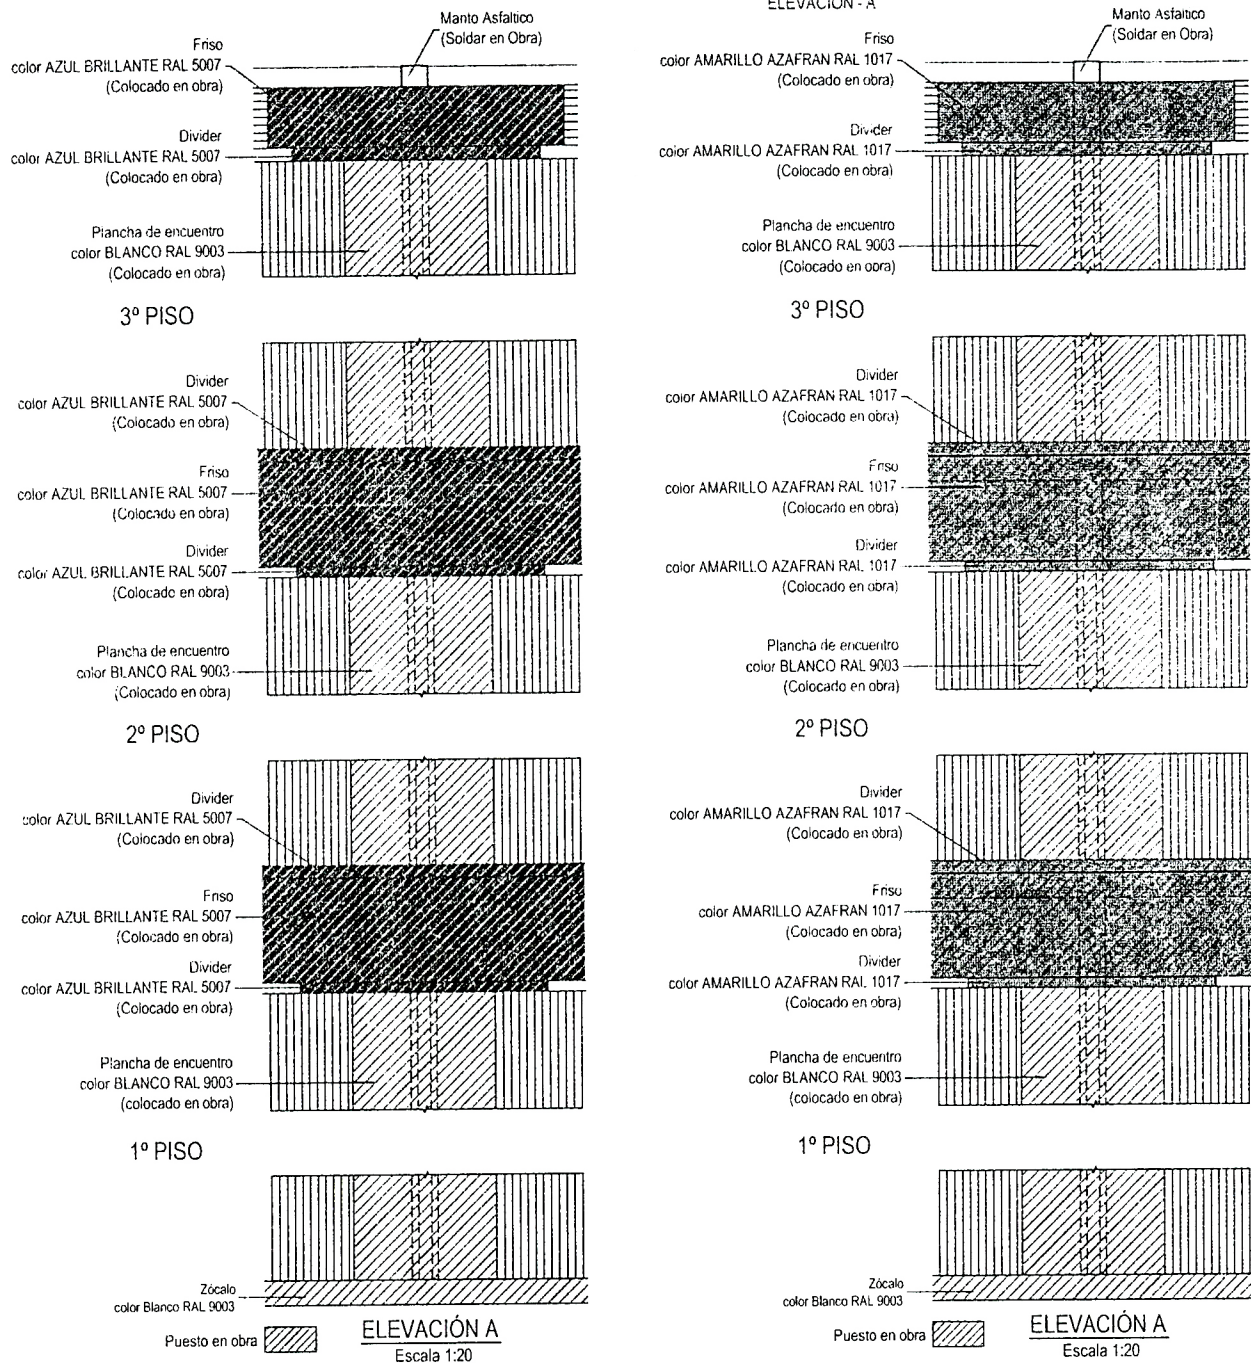 Manto Asfaltico
(Soldar en Obra)
Friso
color AZUL BRILLANTE RAL 5007
(Colocado en obra)
Divider
color AZUL BRILLANTE RAL 5007
(Colocado en obra)
Plancha de encuentro
color BLANCO RAL 9003
(Colocado en obra)
3º PISO
Divider
color AZUL BRILLANTE RAL 5007
(Colocado en obra)
Friso
color AZUL BRILLANTE RAL 5007
(Colocado en obra)
Divider
color AZUL BRILLANTE RAL 5007
(Colocado en obra)
Plancha de encuentro
color BLANCO RAL 9003
(Colocado en obra)
2º PISO
Divider
color AZUL BRILLANTE RAL 5007
(Colocado en obra)
Friso
color AZUL BRILLANTE RAL 5007
(Colocado en obra)
Divider
color AZUL BRILLANTE RAL 5007
(Colocado en obra)
Plancha de encuentro
color BLANCO RAL 9003
(colocado en obra)
1º PISO
Zócalo
color Blanco RAL 9003
Puesto en obra
ELEVACIÓN A
Escala 1:20
ELEVACION - A
Manto Asfaltico
(Soldar en Obra)
Friso
color AMARILLO AZAFRAN RAL 1017
(Colocado en obra)
Divider
color AMARILLO AZAFRAN RAL 1017
(Colocado en obra)
Plancha de encuentro
color BLANCO RAL 9003
(Colocado en obra)
3º PISO
Divider
color AMARILLO AZAFRAN RAL 1017
(Colocado en obra)
Friso
color AMARILLO AZAFRAN RAL 1017
(Colocado en obra)
Divider
color AMARILLO AZAFRAN RAL 1017
(Colocado en obra)
Plancha de encuentro
color BLANCO RAL 9003
(Colocado en obra)
2º PISO
Divider
color AMARILLO AZAFRAN RAL 1017
(Colocado en obra)
Friso
color AMARILLO AZAFRAN 1017
(Colocado en obra)
Divider
color AMARILLO AZAFRAN RAL 1017
(Colocado en obra)
Plancha de encuentro
color BLANCO RAL 9003
(colocado en obra)
1º PISO
Zócalo
color Blanco RAL 9003
Puesto en obra
ELEVACIÓN A
Escala 1:20